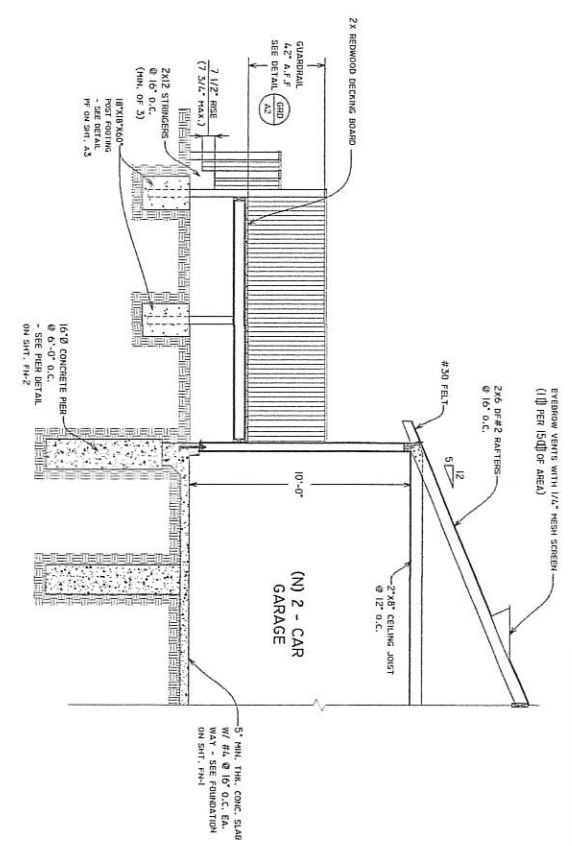 EYEBROW VENTS WITH 1/4" MESH SCREEN
(1▯ PER 150▯ OF AREA)
2x6 DF#2 RAFTERS
@ 16" O.C.
#30 FELT
12
5
2"X8" CEILING JOIST
@ 12" O.C.
10'-0"
(N) 2 - CAR
GARAGE
5" MIN. THK. CONC. SLAB
W/ #4 @ 16" O.C. EA.
WAY - SEE FOUNDATION
ON SHT. FN-1
2X REDWOOD DECKING BOARD
GUARDRAIL
42" A.F.F
SEE DETAIL
GRD
A2
7 1/2" RISE
(7 3/4" MAX.)
2x12 STRINGERS
@ 16" O.C.
(MIN. OF 3)
18"X18"X60"
POST FOOTING
- SEE DETAIL
PF ON SHT. A3
16"Ø CONCRETE PIER
@ 6'-0" O.C.
- SEE PIER DETAIL
ON SHT. FN-2